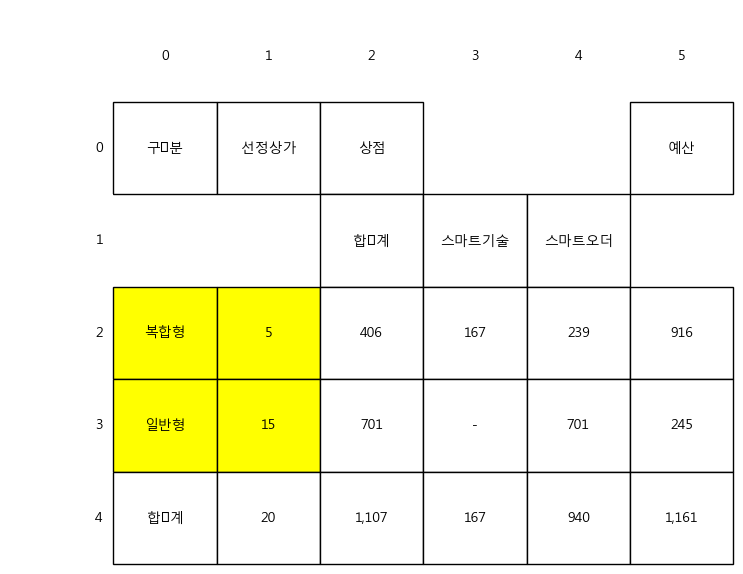 0 1 2 3 4 5
0 구▯분 선정상가 상점 예산
1 합▯계 스마트기술 스마트오더
2 복합형 5 406 167 239 916
3 일반형 15 701 - 701 245
4 합▯계 20 1,107 167 940 1,161